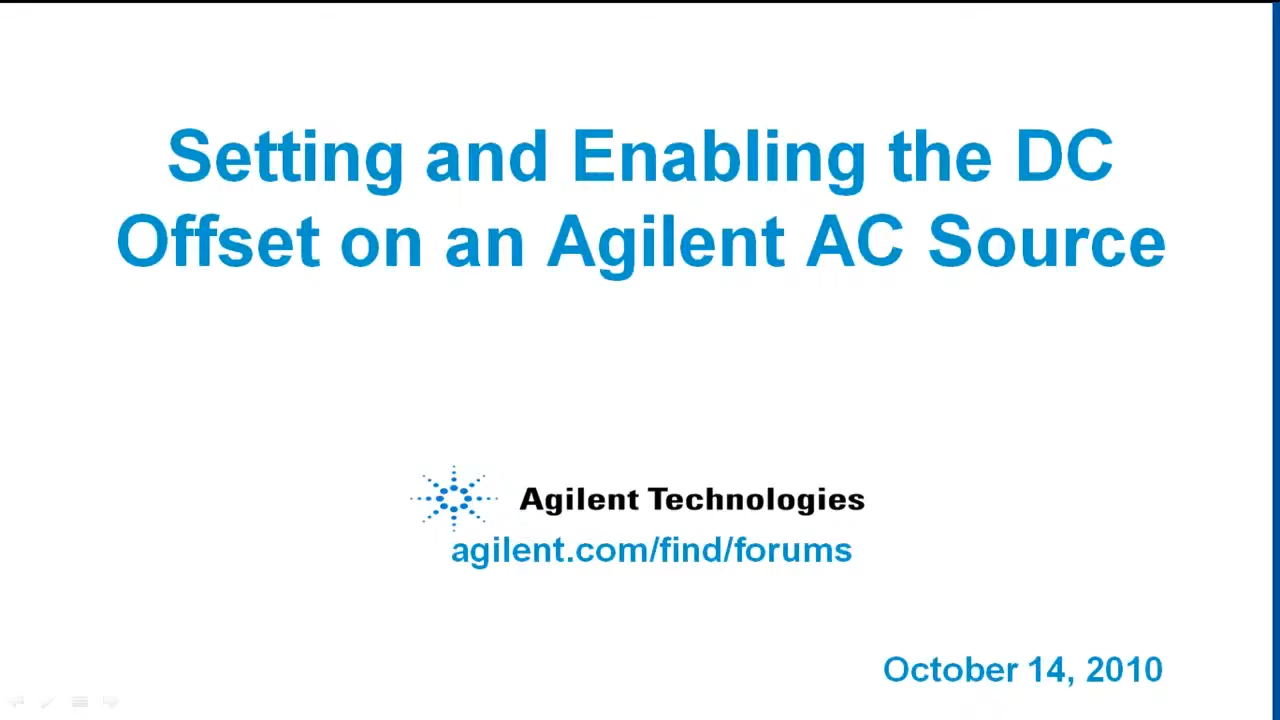 Setting and Enabling the DC
Offset on an Agilent AC Source
Agilent Technologies
agilent.com/find/forums
October 14, 2010